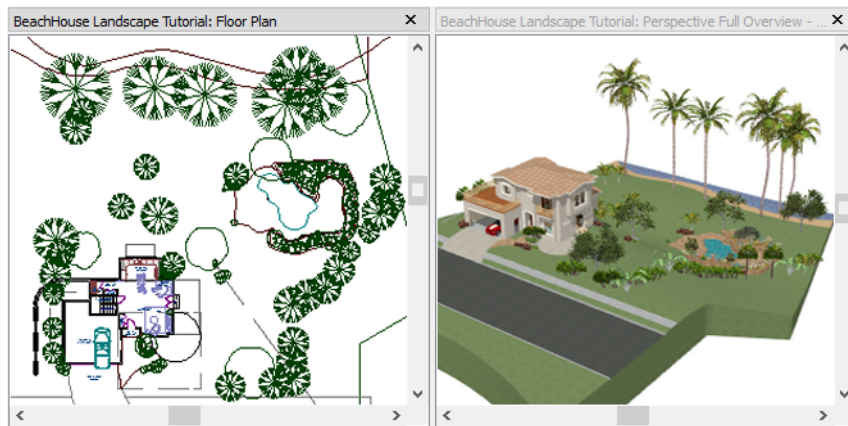 BeachHouse Landscape Tutorial: Floor Plan
BeachHouse Landscape Tutorial: Perspective Full Overview - ...